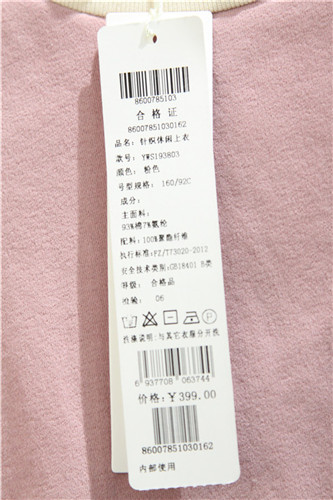 8600785103
合 格 证
86007851030162
品名: 针织休闲上衣
款号: YWS193803
颜色: 粉色
号型规格: 160/92C
成分:
主面料:
93%棉7%氨纶
配料: 100%聚酯纤维
执行标准:FZ/T73020-2012
安全技术类别:GB18401 B类
等级: 合格品
检验: 06
洗涤说明:与其它衣服分开洗
6 937708 063744
价格:¥399.00
86007851030162
内部使用